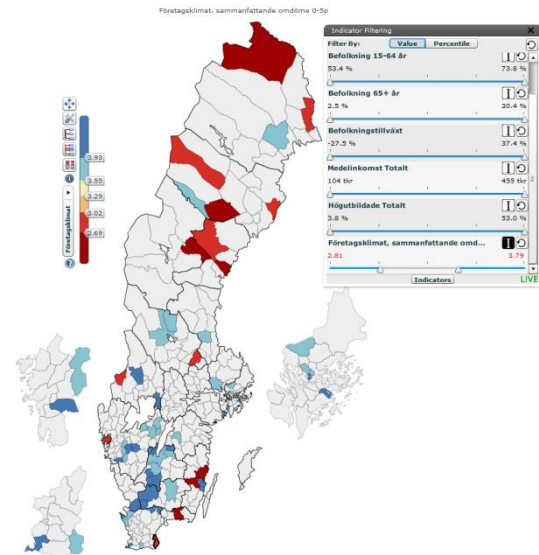 Företagsklimat, sammanfattande omdöme 0-5p
Indicator Filtering
Filter By: Value Percentile
Befolkning 15-64 år
53.4 % 73.8 %
Befolkning 65+ år
2.5 % 30.4 %
Befolkningstillväxt
-27.5 % 37.4 %
Medelinkomst Totalt
104 tkr 455 tkr
Högutbildade Totalt
3.8 % 53.0 %
Företagsklimat, sammanfattande omd...
2.81 3.79
Indicators LIVE
3.93
3.55
3.29
3.02
2.69
Företagsklimat